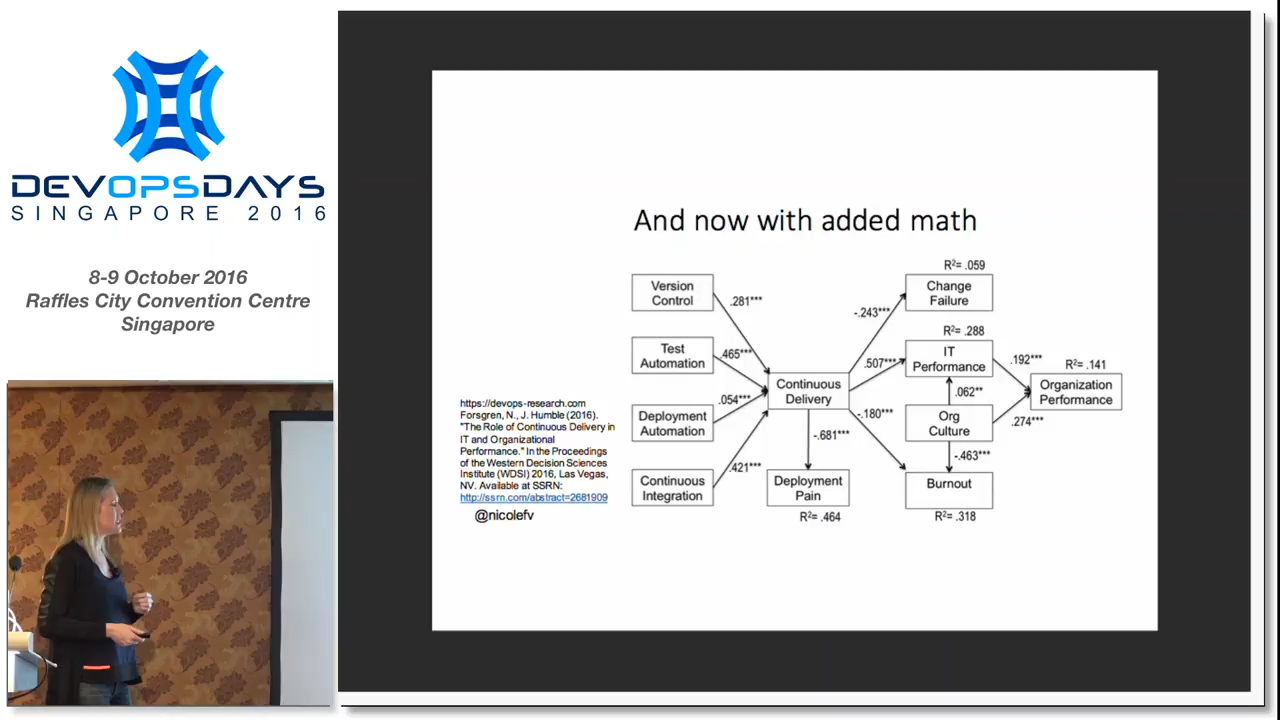 DEVOPSDAYS
SINGAPORE 2016
8-9 October 2016
Raffles City Convention Centre
Singapore
And now with added math
Version
Control
.281***
Test
Automation
.465***
Deployment
Automation
.054***
Continuous
Integration
.421***
Continuous
Delivery
-.681***
Deployment
Pain
R²= .464
-.243***
R²= .059
Change
Failure
.507***
R²= .288
IT
Performance
.062**
Org
Culture
-.180***
-.463***
Burnout
R²= .318
.192***
.274***
R²= .141
Organization
Performance
https://devops-research.com
Forsgren, N., J. Humble (2016).
"The Role of Continuous Delivery in
IT and Organizational
Performance." In the Proceedings
of the Western Decision Sciences
Institute (WDSI) 2016, Las Vegas,
NV. Available at SSRN:
http://ssrn.com/abstract=2681909
@nicolefv